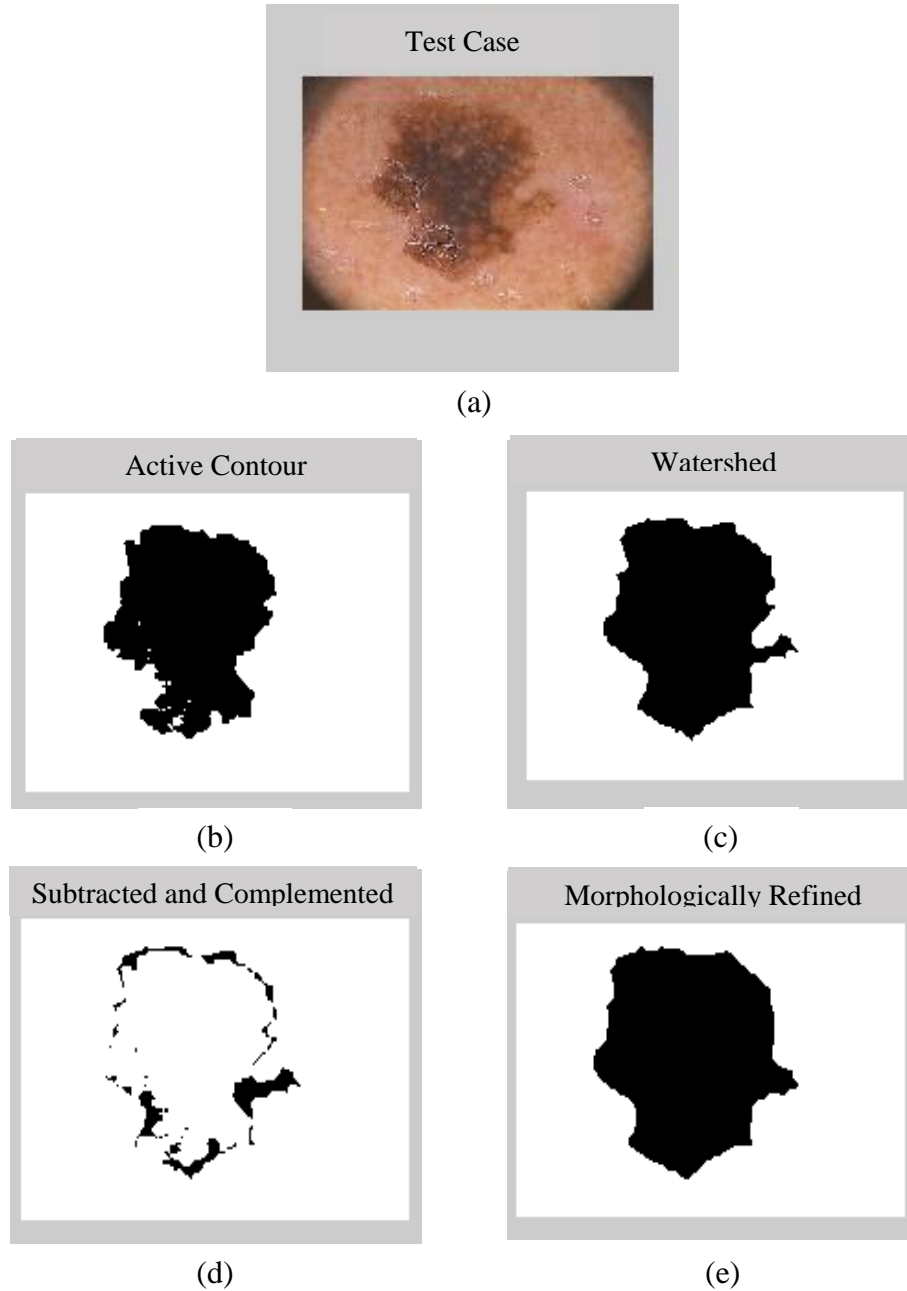 Test Case
(a)
Active Contour
Watershed
(b)
(c)
Subtracted and Complemented
Morphologically Refined
(d)
(e)